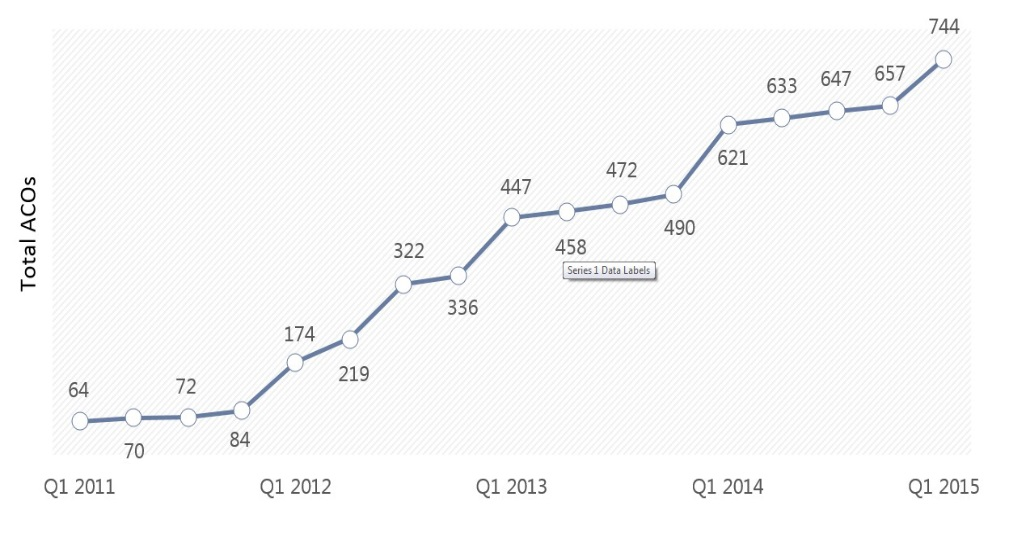 744
633
647
657
621
447
472
490
458
Series 1 Data Labels
322
336
174
219
64
72
84
70
Total ACOs
Q1 2011
Q1 2012
Q1 2013
Q1 2014
Q1 2015